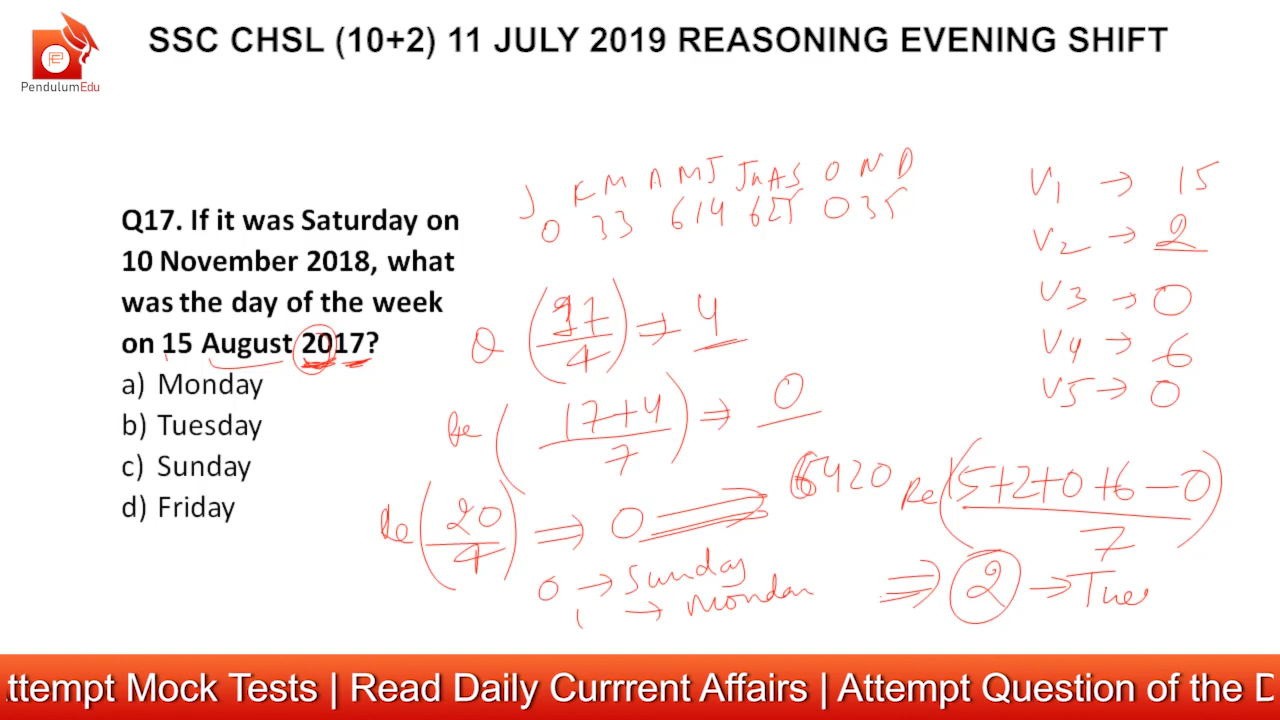 SSC CHSL (10+2) 11 JULY 2019 REASONING EVENING SHIFT
PendulumEdu
Q17. If it was Saturday on
10 November 2018, what
was the day of the week
on 15 August 2017?
a) Monday
b) Tuesday
c) Sunday
d) Friday
J F M A M J Ju A S O N D
0 3 3 6 1 4 6 2 5 0 3 5
Q (17/4) ⇒ 4
Re (17+4/7) ⇒ 0
Re (20/4) ⇒ 0 ⇒ 6420
0 → Sunday
1 → Monday
V1 → 15
V2 → 2
V3 → 0
V4 → 6
V5 → 0
Re (15+2+0+6-0/7)
⇒ 2 → Tues
ttempt Mock Tests | Read Daily Currrent Affairs | Attempt Question of the D